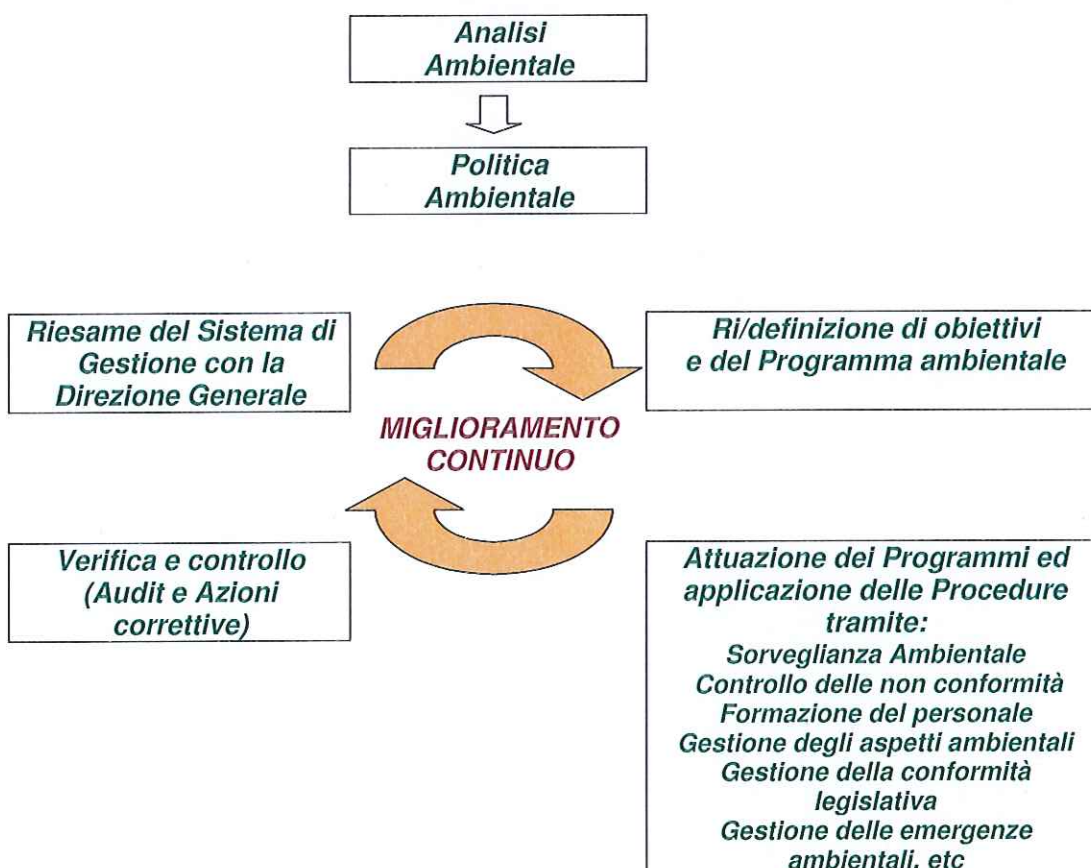 Analisi
Ambientale
Politica
Ambientale
Riesame del Sistema di
Gestione con la
Direzione Generale
Ri/definizione di obiettivi
e del Programma ambientale
MIGLIORAMENTO
CONTINUO
Verifica e controllo
(Audit e Azioni
correttive)
Attuazione dei Programmi ed
applicazione delle Procedure
tramite:
Sorveglianza Ambientale
Controllo delle non conformità
Formazione del personale
Gestione degli aspetti ambientali
Gestione della conformità
legislativa
Gestione delle emergenze
ambientali, etc